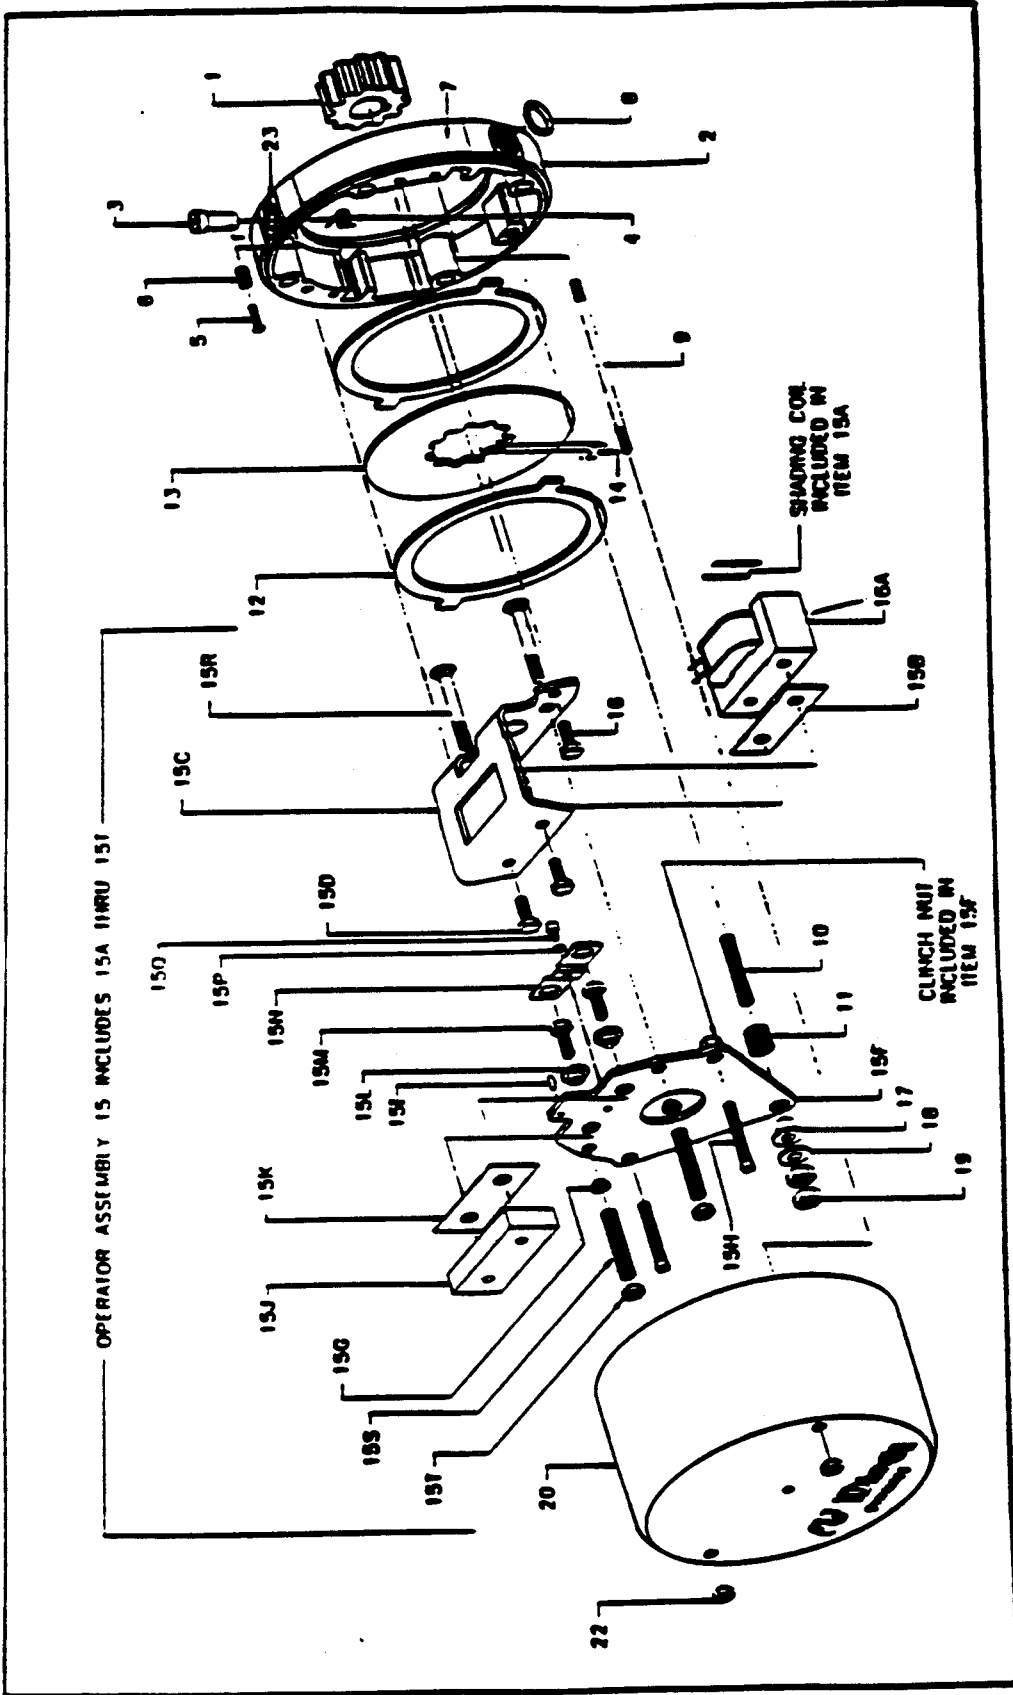 OPERATOR ASSEMBLY 15 INCLUDES 15A THRU 15T
22
20
15T
15S
15G
15J
15K
15L
15M
15N
15P
15O
15D
15C
15R
12
13
5
6
3
23
1
7
8
2
4
9
14
SHADING COIL
INCLUDED IN
ITEM 15A
16A
15B
16
CLINCH NUT
INCLUDED IN
ITEM 15F
10
11
15F
17
18
19
15H